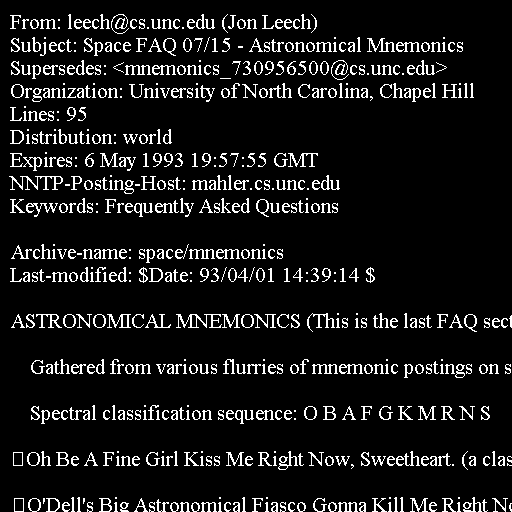 From: leech@cs.unc.edu (Jon Leech)
Subject: Space FAQ 07/15 - Astronomical Mnemonics
Supersedes: <mnemonics_730956500@cs.unc.edu>
Organization: University of North Carolina, Chapel Hill
Lines: 95
Distribution: world
Expires: 6 May 1993 19:57:55 GMT
NNTP-Posting-Host: mahler.cs.unc.edu
Keywords: Frequently Asked Questions
Archive-name: space/mnemonics
Last-modified: $Date: 93/04/01 14:39:14 $
ASTRONOMICAL MNEMONICS (This is the last FAQ
Gathered from various flurries of mnemonic postings on
Spectral classification sequence: O B A F G K M R N S
Oh Be A Fine Girl Kiss Me Right Now, Sweetheart. (a
O'Dell's Big Astronomical Fiasco Gonna Kill Me Right